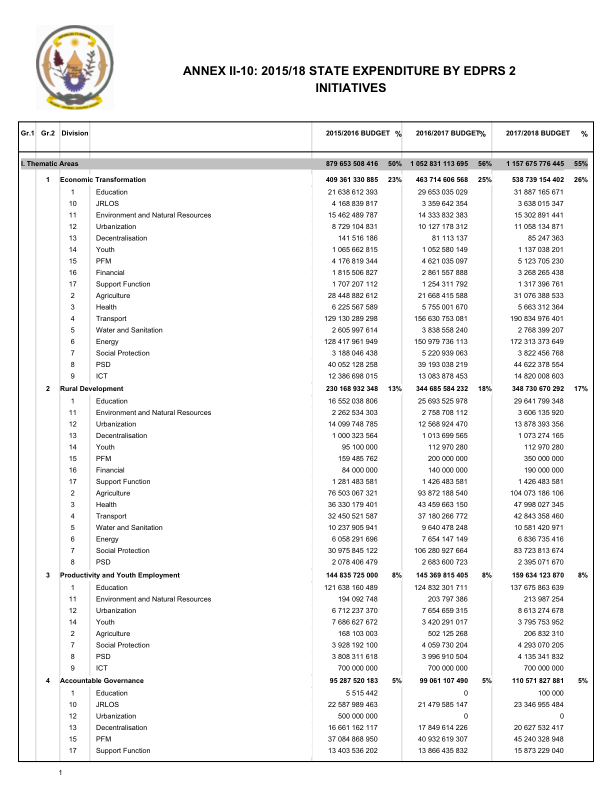 ANNEX II-10: 2015/18 STATE EXPENDITURE BY EDPRS 2
INITIATIVES
Gr.1 Gr.2 Division 2015/2016 BUDGET % 2016/2017 BUDGET% 2017/2018 BUDGET %
I. Thematic Areas 879 653 508 416 50% 1 052 831 113 695 56% 1 157 675 776 445 55%
1 Economic Transformation 409 361 330 885 23% 463 714 606 568 25% 538 739 154 402 26%
1 Education 21 638 612 393 29 653 035 029 31 887 165 671
10 JRLOS 4 168 839 817 3 359 642 354 3 638 015 347
11 Environment and Natural Resources 15 462 489 787 14 333 832 383 15 302 891 441
12 Urbanization 8 729 104 831 10 127 178 312 11 058 134 871
13 Decentralisation 141 516 186 81 113 137 85 247 363
14 Youth 1 065 662 815 1 052 580 149 1 137 038 201
15 PFM 4 176 819 344 4 621 035 097 5 123 705 230
16 Financial 1 815 506 827 2 861 557 888 3 268 265 438
17 Support Function 1 707 207 112 1 254 311 792 1 317 396 761
2 Agriculture 28 448 882 612 21 668 415 588 31 076 388 533
3 Health 6 225 567 589 5 755 001 670 5 663 312 364
4 Transport 129 130 289 298 156 630 753 081 190 834 976 401
5 Water and Sanitation 2 605 997 614 3 838 558 240 2 768 399 207
6 Energy 128 417 961 949 150 979 736 113 172 313 373 649
7 Social Protection 3 188 046 438 5 220 939 063 3 822 456 768
8 PSD 40 052 128 258 39 193 038 219 44 622 378 554
9 ICT 12 386 698 015 13 083 878 453 14 820 008 603
2 Rural Development 230 168 932 348 13% 344 685 584 232 18% 348 730 670 292 17%
1 Education 16 552 038 806 25 693 525 978 29 641 799 348
11 Environment and Natural Resources 2 262 534 303 2 758 708 112 3 606 135 920
12 Urbanization 14 099 748 785 12 568 924 470 13 878 393 356
13 Decentralisation 1 000 323 564 1 013 699 565 1 073 274 165
14 Youth 95 100 000 112 970 280 112 970 280
15 PFM 159 485 762 200 000 000 350 000 000
16 Financial 84 000 000 140 000 000 190 000 000
17 Support Function 1 281 483 581 1 426 483 581 1 426 483 581
2 Agriculture 76 503 067 321 93 872 188 540 104 073 186 106
3 Health 36 330 179 401 43 459 663 150 47 998 027 345
4 Transport 32 450 521 587 37 180 266 772 42 843 358 460
5 Water and Sanitation 10 237 905 941 9 640 478 248 10 581 420 971
6 Energy 6 058 291 696 7 654 147 149 6 836 735 416
7 Social Protection 30 975 845 122 106 280 927 664 83 723 813 674
8 PSD 2 078 406 479 2 683 600 723 2 395 071 670
3 Productivity and Youth Employment 144 835 725 000 8% 145 369 815 405 8% 159 634 123 870 8%
1 Education 121 638 160 489 124 832 301 711 137 675 863 639
11 Environment and Natural Resources 194 092 748 203 797 386 213 987 254
12 Urbanization 6 712 237 370 7 654 659 315 8 613 274 678
14 Youth 7 686 627 672 3 420 291 017 3 795 753 952
2 Agriculture 168 103 003 502 125 268 206 832 310
7 Social Protection 3 928 192 100 4 059 730 204 4 293 070 205
8 PSD 3 808 311 618 3 996 910 504 4 135 341 832
9 ICT 700 000 000 700 000 000 700 000 000
4 Accountable Governance 95 287 520 183 5% 99 061 107 490 5% 110 571 827 881 5%
1 Education 5 515 442 0 100 000
10 JRLOS 22 587 989 463 21 479 585 147 23 346 955 484
12 Urbanization 500 000 000 0 0
13 Decentralisation 16 661 162 117 17 849 614 226 20 627 532 417
15 PFM 37 084 868 950 40 932 619 307 45 240 328 948
17 Support Function 13 403 536 202 13 866 435 832 15 873 229 040
1